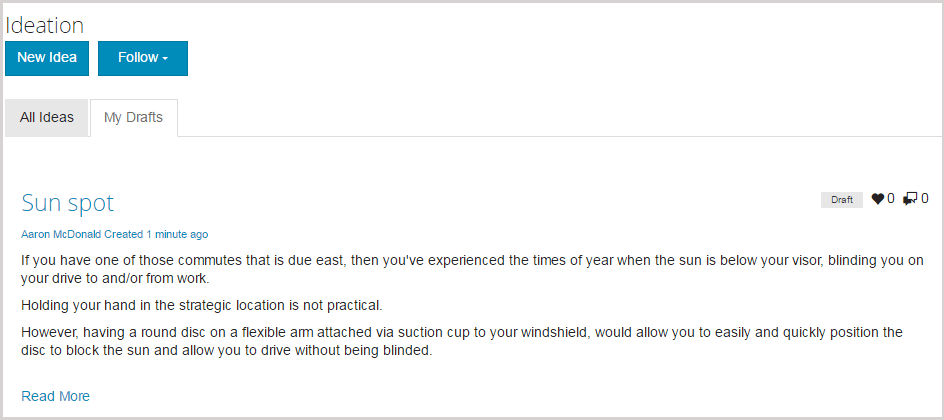 Ideation
New Idea
Follow
All Ideas
My Drafts
Sun spot
Draft
0
0
Aaron McDonald Created 1 minute ago
If you have one of those commutes that is due east, then you've experienced the times of year when the sun is below your visor, blinding you on
your drive to and/or from work.
Holding your hand in the strategic location is not practical.
However, having a round disc on a flexible arm attached via suction cup to your windshield, would allow you to easily and quickly position the
disc to block the sun and allow you to drive without being blinded.
Read More